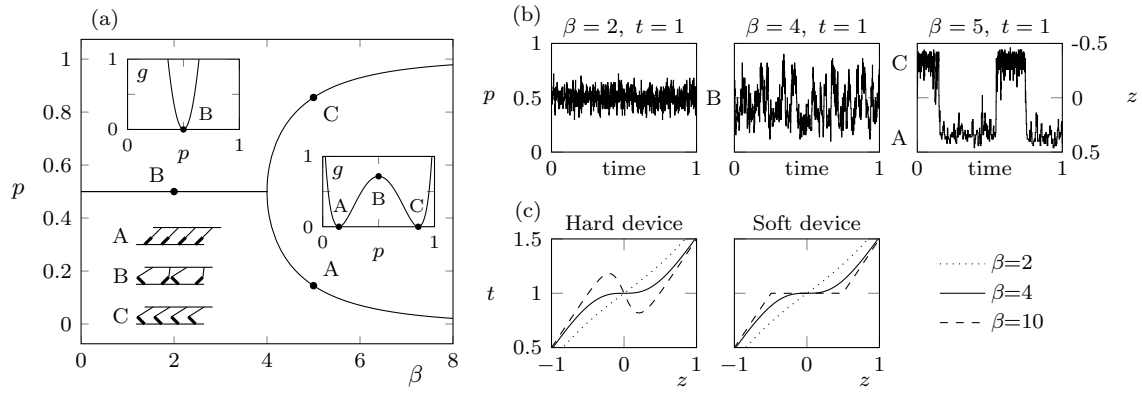 (a)
1
0.8
0.6
0.4
0.2
0
p
0
2
4
6
8
β
1
g
B
0
0
p
1
B
C
A
1
g
A
B
C
0
0
p
1
A
B
C
(b)
β = 2, t = 1
β = 4, t = 1
β = 5, t = 1
1
0.5
0
p
0
time
1
B
0
time
1
C
A
0
time
1
-0.5
0
0.5
z
(c)
Hard device
Soft device
1.5
1
0.5
t
−1
0
1
z
−1
0
1
z
β=2
β=4
β=10